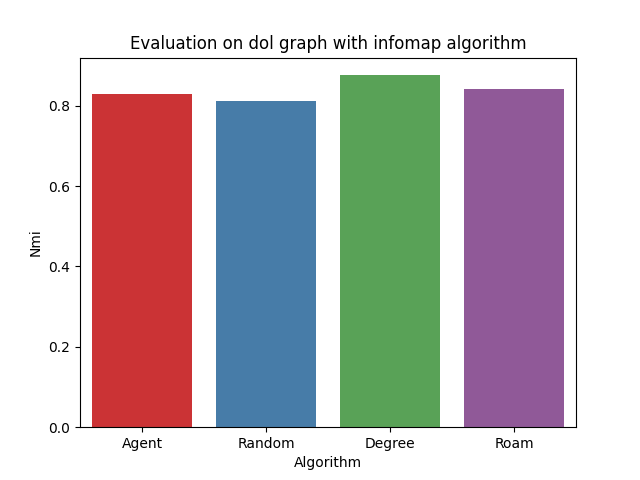 Evaluation on dol graph with infomap algorithm
0.8
0.6
0.4
0.2
0.0
Nmi
Agent Random Degree Roam
Algorithm